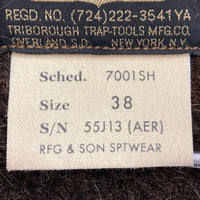 REGD. NO. (724)222-3541YA
TRIBOROUGH TRAP-TOOLS MFG.CO.
OVERLAND S.D. NEW YORK, N.Y.
Sched. 7001SH
Size 38
S/N 55J13 (AER)
RFG & SON SPTWEAR